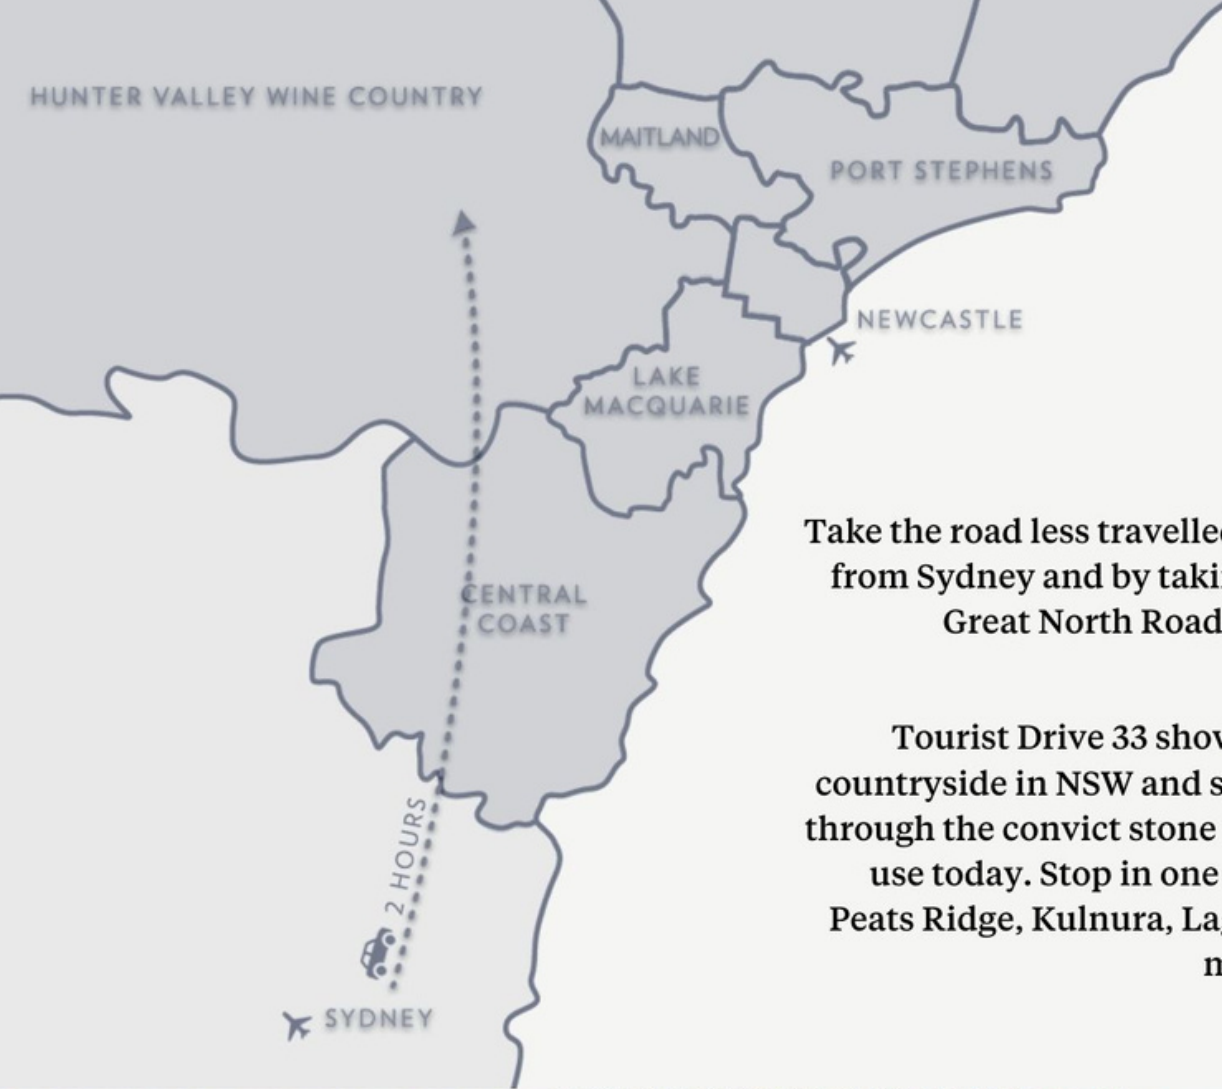 HUNTER VALLEY WINE COUNTRY
MAITLAND
PORT STEPHENS
NEWCASTLE
LAKE
MACQUARIE
CENTRAL
COAST
2 HOURS
SYDNEY
Take the road less travelled
from Sydney and by taki
Great North Road
Tourist Drive 33 show
countryside in NSW and s
through the convict stone
use today. Stop in one
Peats Ridge, Kulnura, La